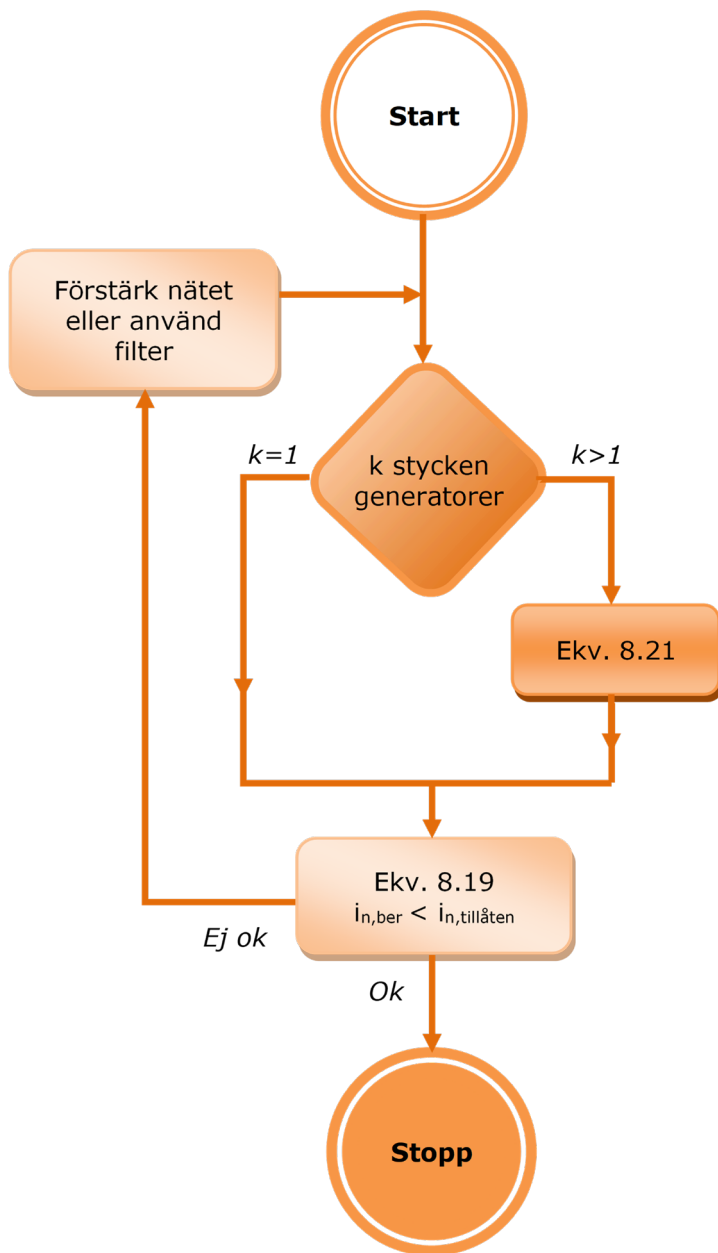 Start
Förstärk nätet
eller använd
filter
k=1
k stycken
generatorer
k>1
Ekv. 8.21
Ekv. 8.19
in,ber < in,tillåten
Ej ok
Ok
Stopp